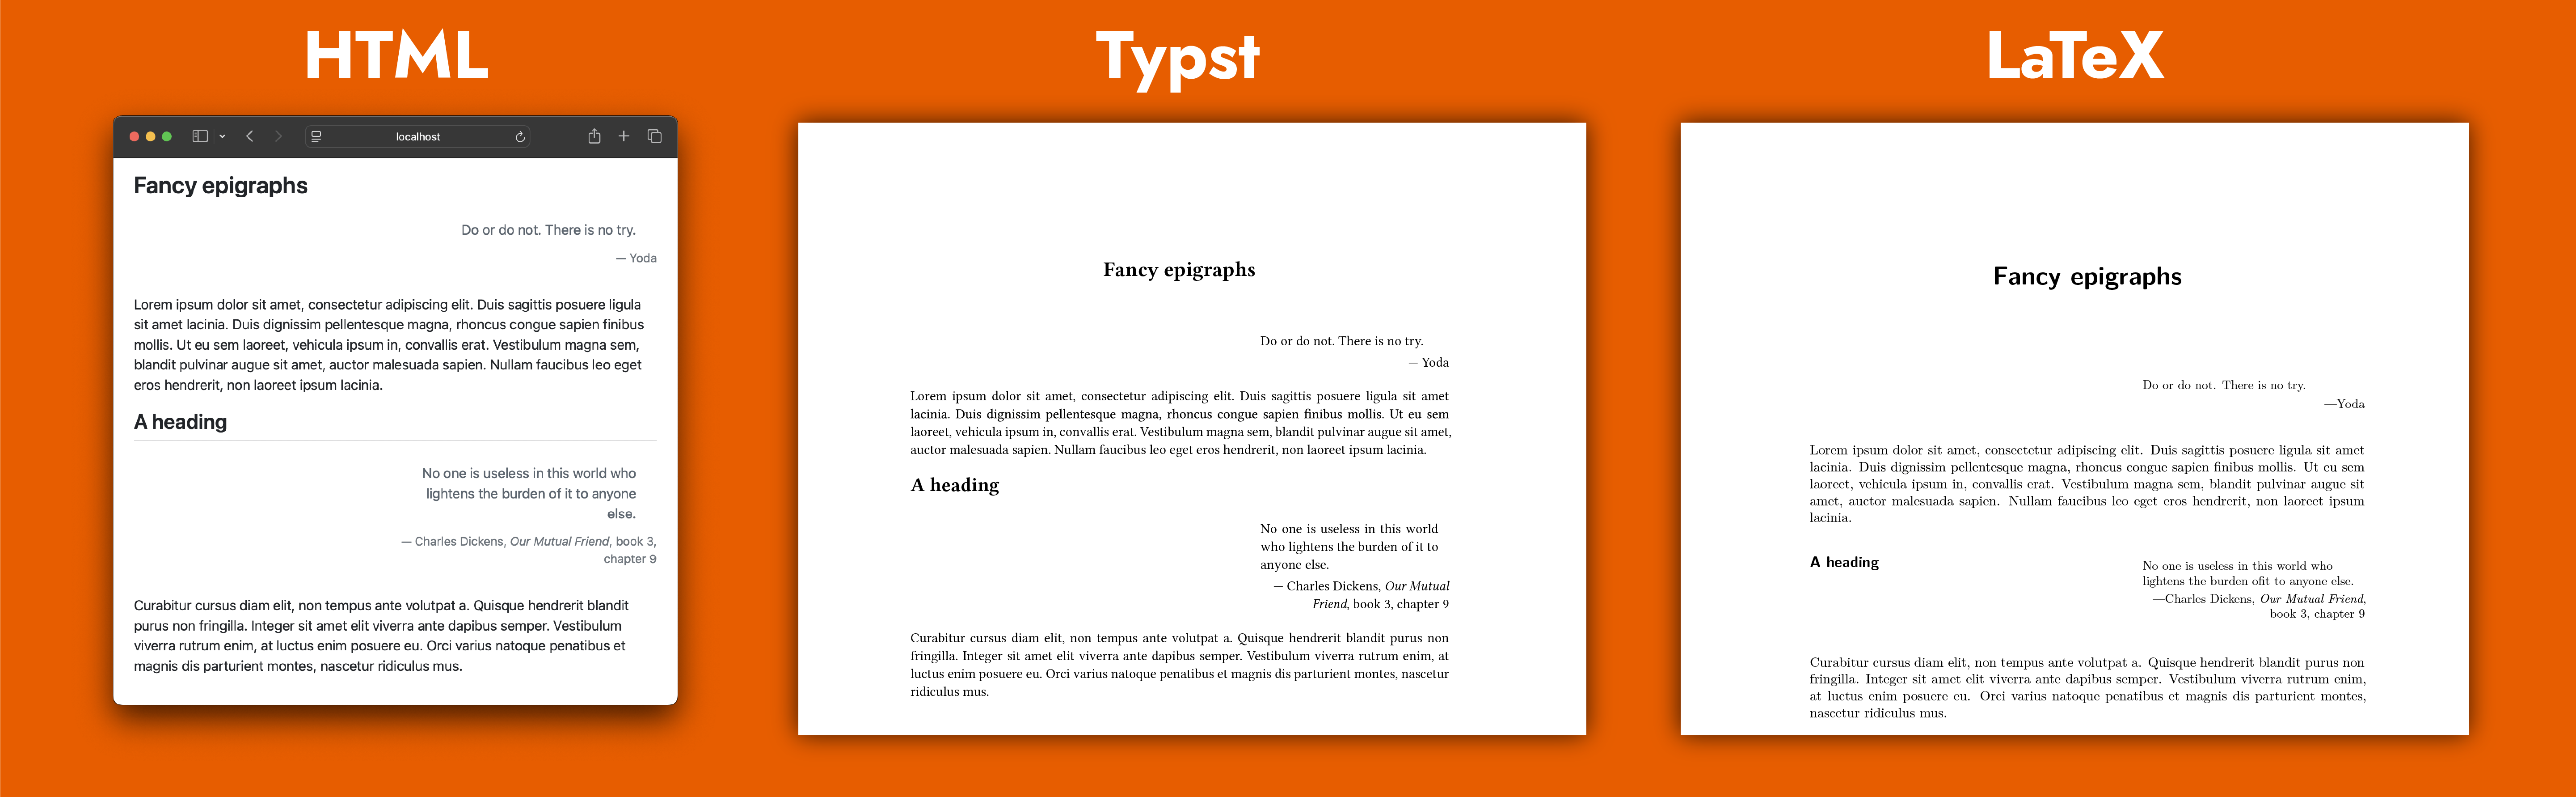 HTML
localhost
Fancy epigraphs
Do or do not. There is no try.
— Yoda
Lorem ipsum dolor sit amet, consectetur adipiscing elit. Duis sagittis posuere ligula
sit amet lacinia. Duis dignissim pellentesque magna, rhoncus congue sapien finibus
mollis. Ut eu sem laoreet, vehicula ipsum in, convallis erat. Vestibulum magna sem,
blandit pulvinar augue sit amet, auctor malesuada sapien. Nullam faucibus leo eget
eros hendrerit, non laoreet ipsum lacinia.
A heading
No one is useless in this world who
lightens the burden of it to anyone
else.
— Charles Dickens, Our Mutual Friend, book 3,
chapter 9
Curabitur cursus diam elit, non tempus ante volutpat a. Quisque hendrerit blandit
purus non fringilla. Integer sit amet elit viverra ante dapibus semper. Vestibulum
viverra rutrum enim, at luctus enim posuere eu. Orci varius natoque penatibus et
magnis dis parturient montes, nascetur ridiculus mus.
Typst
Fancy epigraphs
Do or do not. There is no try.
— Yoda
Lorem ipsum dolor sit amet, consectetur adipiscing elit. Duis sagittis posuere ligula sit amet
lacinia. Duis dignissim pellentesque magna, rhoncus congue sapien finibus mollis. Ut eu sem
laoreet, vehicula ipsum in, convallis erat. Vestibulum magna sem, blandit pulvinar augue sit amet,
auctor malesuada sapien. Nullam faucibus leo eget eros hendrerit, non laoreet ipsum lacinia.
A heading
No one is useless in this world
who lightens the burden of it to
anyone else.
— Charles Dickens, Our Mutual
Friend, book 3, chapter 9
Curabitur cursus diam elit, non tempus ante volutpat a. Quisque hendrerit blandit purus non
fringilla. Integer sit amet elit viverra ante dapibus semper. Vestibulum viverra rutrum enim, at
luctus enim posuere eu. Orci varius natoque penatibus et magnis dis parturient montes, nascetur
ridiculus mus.
LaTeX
Fancy epigraphs
Do or do not. There is no try.
—Yoda
Lorem ipsum dolor sit amet, consectetur adipiscing elit. Duis sagittis posuere ligula sit amet
lacinia. Duis dignissim pellentesque magna, rhoncus congue sapien finibus mollis. Ut eu sem
laoreet, vehicula ipsum in, convallis erat. Vestibulum magna sem, blandit pulvinar augue sit
amet, auctor malesuada sapien. Nullam faucibus leo eget eros hendrerit, non laoreet ipsum
lacinia.
A heading
No one is useless in this world who
lightens the burden ofit to anyone else.
—Charles Dickens, Our Mutual Friend,
book 3, chapter 9
Curabitur cursus diam elit, non tempus ante volutpat a. Quisque hendrerit blandit purus non
fringilla. Integer sit amet elit viverra ante dapibus semper. Vestibulum viverra rutrum enim,
at luctus enim posuere eu. Orci varius natoque penatibus et magnis dis parturient montes,
nascetur ridiculus mus.